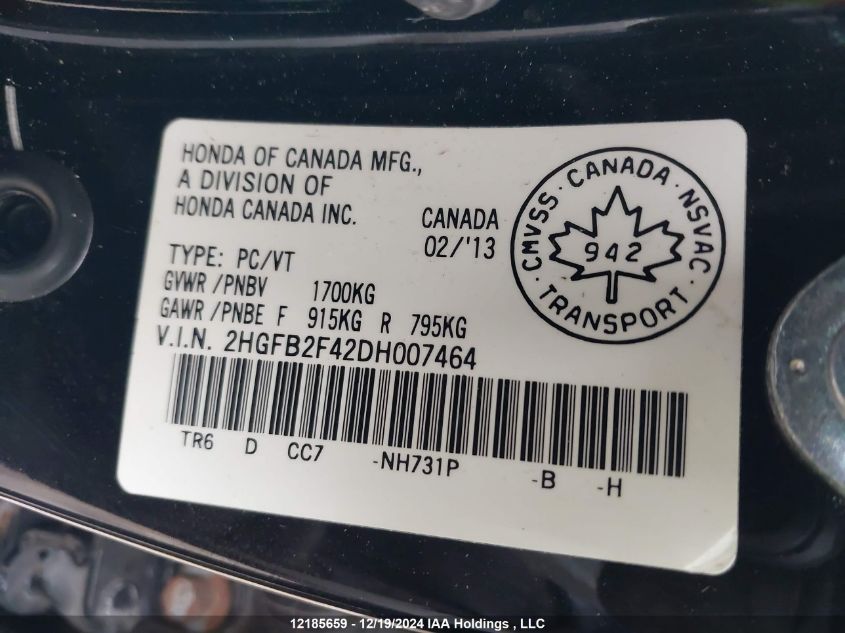 HONDA OF CANADA MFG.,
A DIVISION OF
HONDA CANADA INC.
CANADA
02/'13
TYPE: PC/VT
GVWR /PNBV 1700KG
GAWR /PNBE F 915KG R 795KG
V.I.N. 2HGFB2F42DH007464
CMVSS · CANADA · NSVAC
942
TRANSPORT
TR6 D CC7 -NH731P -B -H
12185659 - 12/19/2024 IAA Holdings , LLC